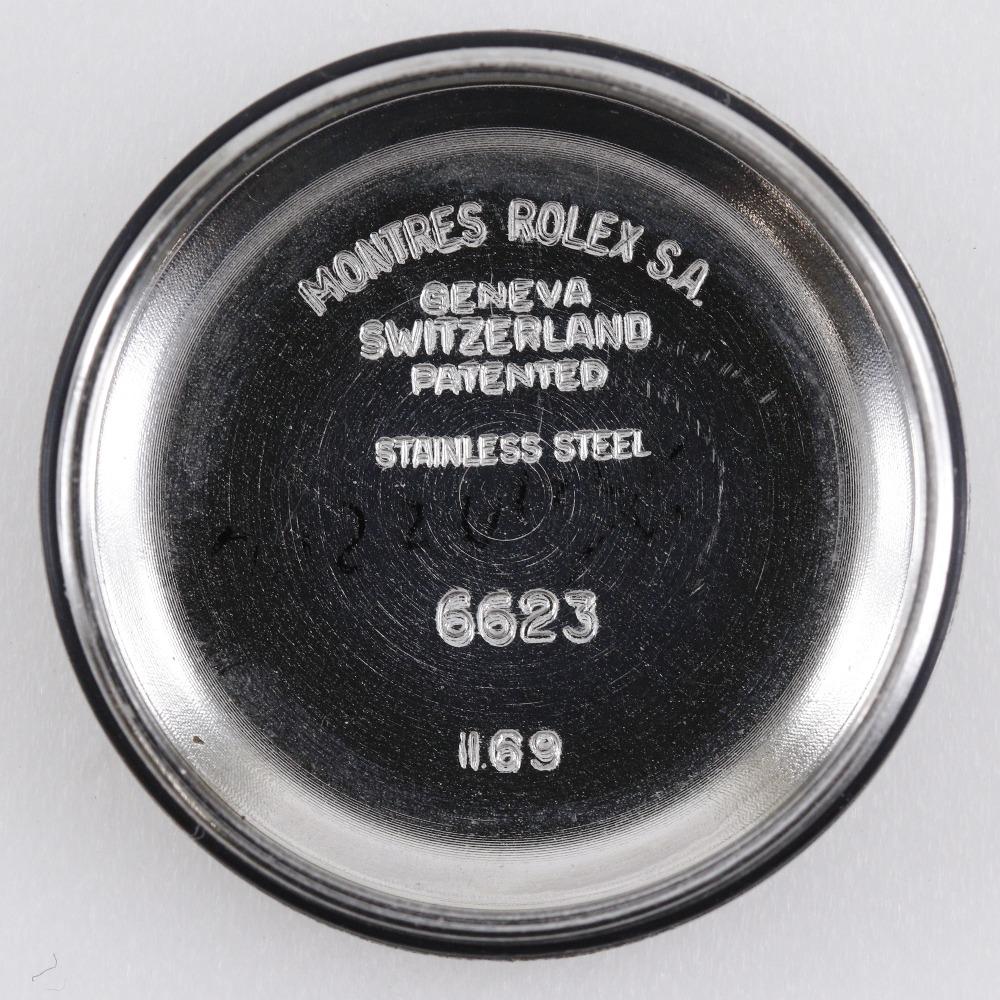 MONTRES ROLEX S.A.
GENEVA
SWITZERLAND
PATENTED
STAINLESS STEEL
6623
II.69